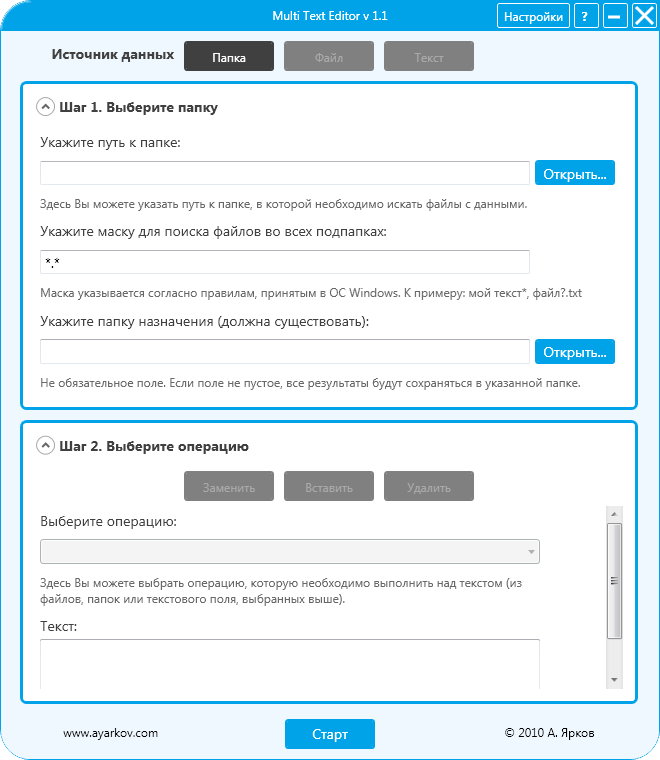 Multi Text Editor v 1.1
Настройки
?
Источник данных
Папка
Файл
Текст
Шаг 1. Выберите папку
Укажите путь к папке:
Открыть...
Здесь Вы можете указать путь к папке, в которой необходимо искать файлы с данными.
Укажите маску для поиска файлов во всех подпапках:
*.*
Маска указывается согласно правилам, принятым в ОС Windows. К примеру: мой текст*, файл?.txt
Укажите папку назначения (должна существовать):
Открыть...
Не обязательное поле. Если поле не пустое, все результаты будут сохраняться в указанной папке.
Шаг 2. Выберите операцию
Заменить
Вставить
Удалить
Выберите операцию:
Здесь Вы можете выбрать операцию, которую необходимо выполнить над текстом (из
файлов, папок или текстового поля, выбранных выше).
Текст:
www.ayarkov.com
Старт
© 2010 А. Ярков